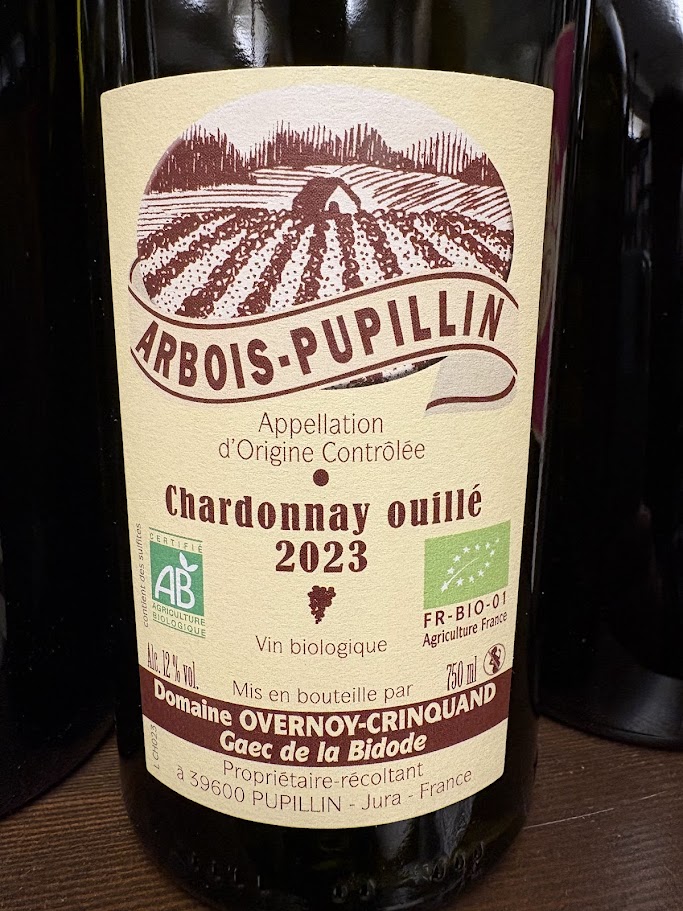 ARBOIS-PUPILLIN
Appellation
d'Origine Contrôlée
Chardonnay ouillé
2023
contient des sulfites
CERTIFIÉ
AB
AGRICULTURE
BIOLOGIQUE
FR-BIO-01
Agriculture France
Vin biologique
Alc. 12 % vol.
Mis en bouteille par
750 ml
Domaine OVERNOY-CRINQUAND
Gaec de la Bidode
L CH023
Propriétaire-récoltant
à 39600 PUPILLIN - Jura - France